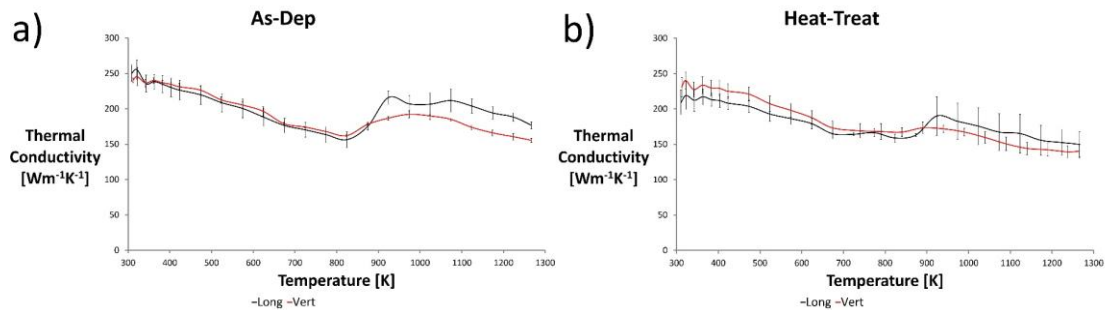 a)
As-Dep
300
250
200
150
100
50
0
Thermal
Conductivity
[Wm⁻¹K⁻¹]
300 400 500 600 700 800 900 1000 1100 1200 1300
Temperature [K]
Long Vert
b)
Heat-Treat
300
250
200
150
100
50
0
Thermal
Conductivity
[Wm⁻¹K⁻¹]
300 400 500 600 700 800 900 1000 1100 1200 1300
Temperature [K]
Long Vert